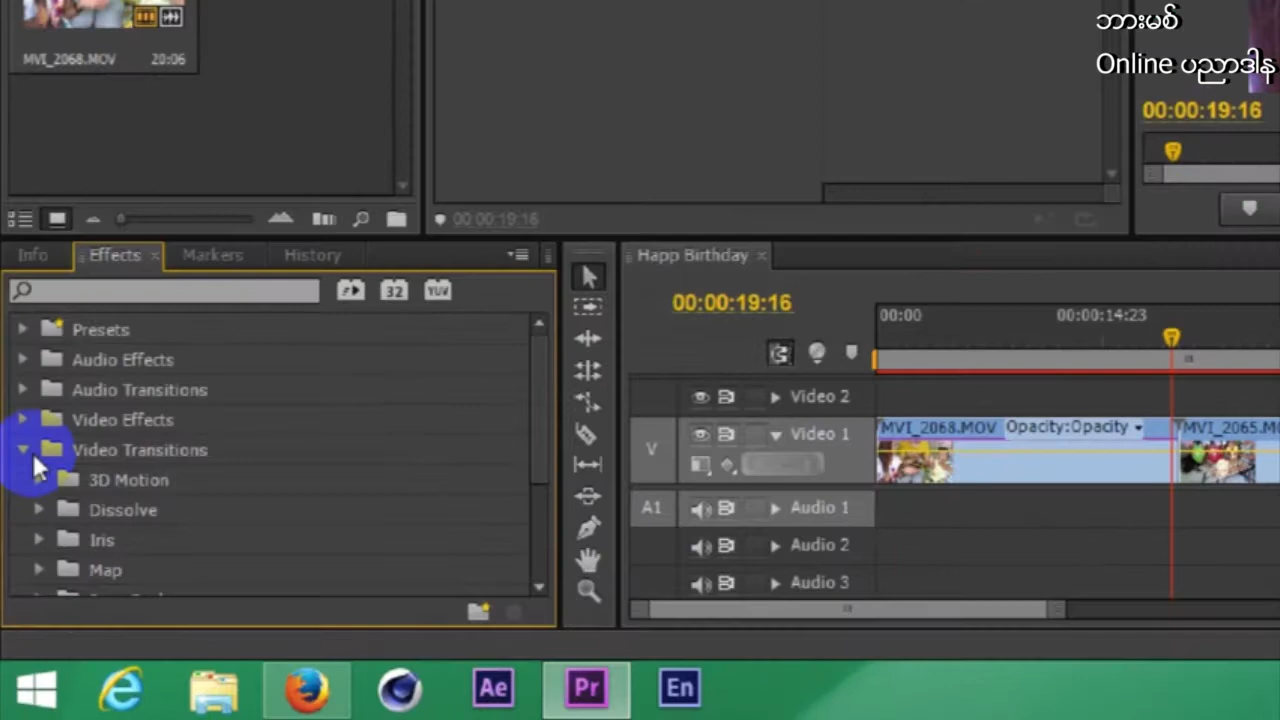 ဘားမစ်
Online ပညာဒါန
MVI_2068.MOV 20:06
00:00:19:16
00:00:19:16
Info Effects Markers History
Happ Birthday
32 YUV
00:00:19:16
00:00 00:00:14:23
Presets
Audio Effects
Audio Transitions
Video Effects
Video Transitions
3D Motion
Dissolve
Iris
Map
Video 2
V Video 1
MVI_2068.MOV Opacity:Opacity MVI_2065.MO
A1 Audio 1
Audio 2
Audio 3
Ae Pr En